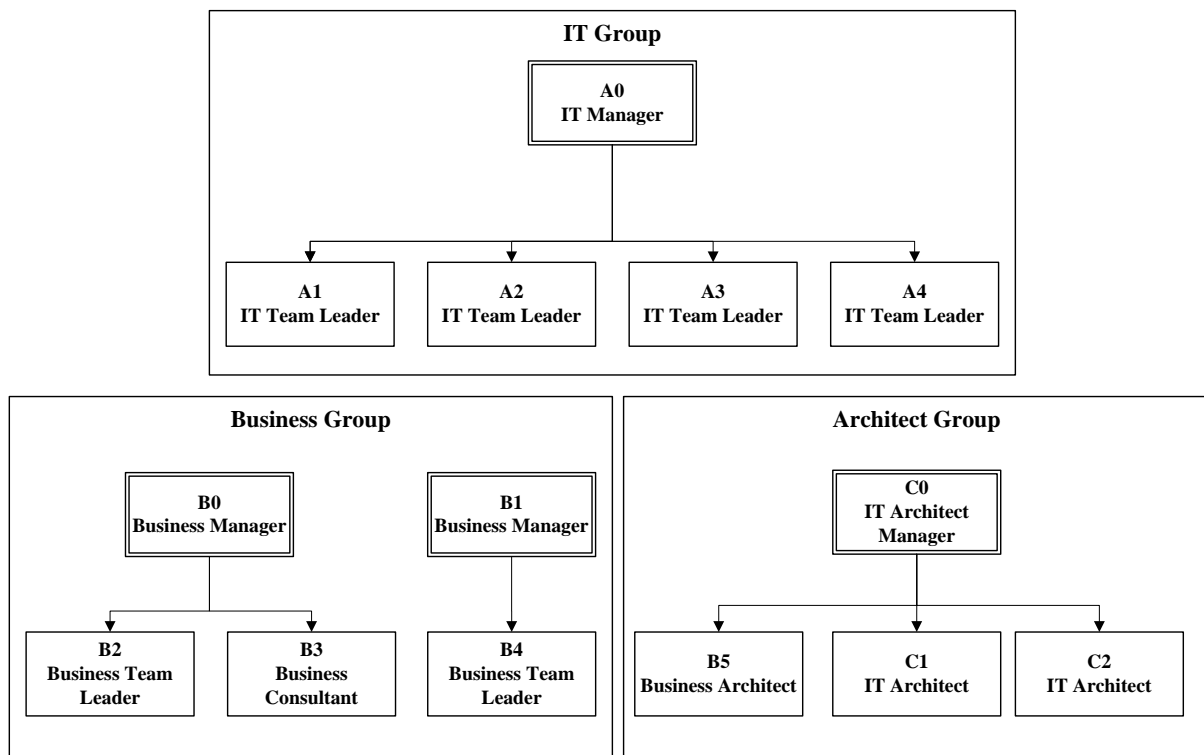 IT Group
A0
IT Manager
A1
IT Team Leader
A2
IT Team Leader
A3
IT Team Leader
A4
IT Team Leader
Business Group
B0
Business Manager
B1
Business Manager
B2
Business Team
Leader
B3
Business
Consultant
B4
Business Team
Leader
Architect Group
C0
IT Architect
Manager
B5
Business Architect
C1
IT Architect
C2
IT Architect